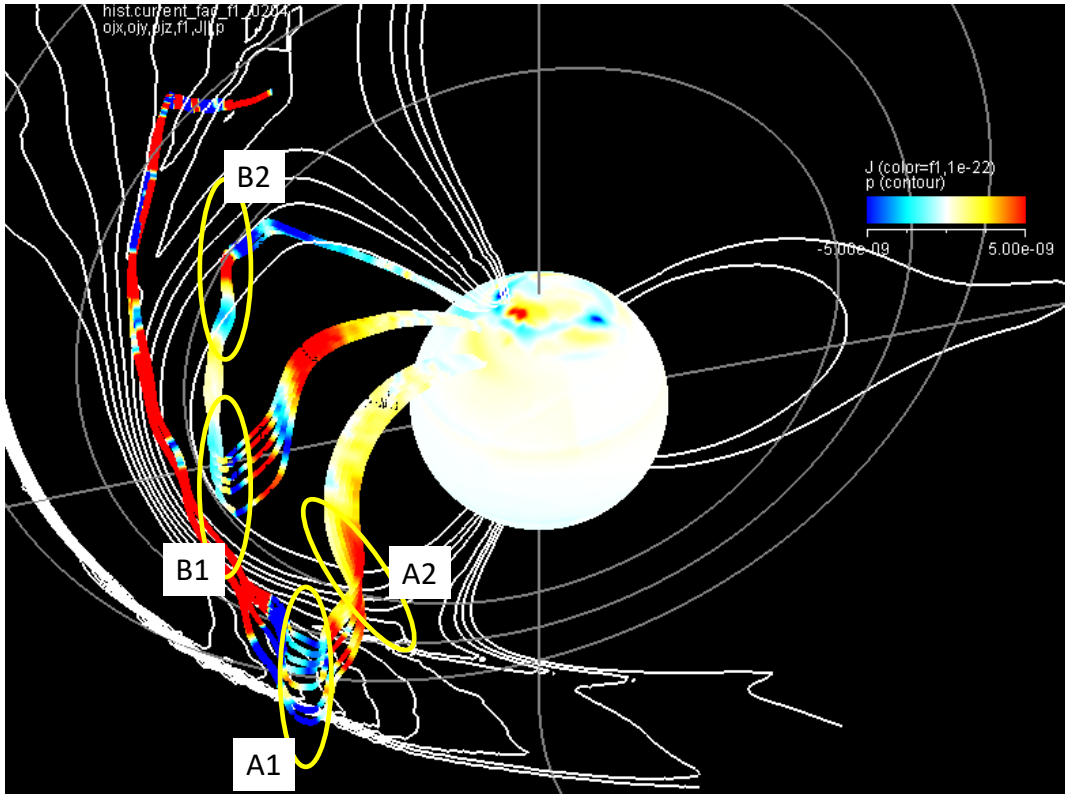 hist.current_fac_f1_0204
ojx,ojy,pjz,f1,J||,p
B2
J (color=f1,1e-22)
p (contour)
-5.00e-09
5.00e-09
B1
A2
A1